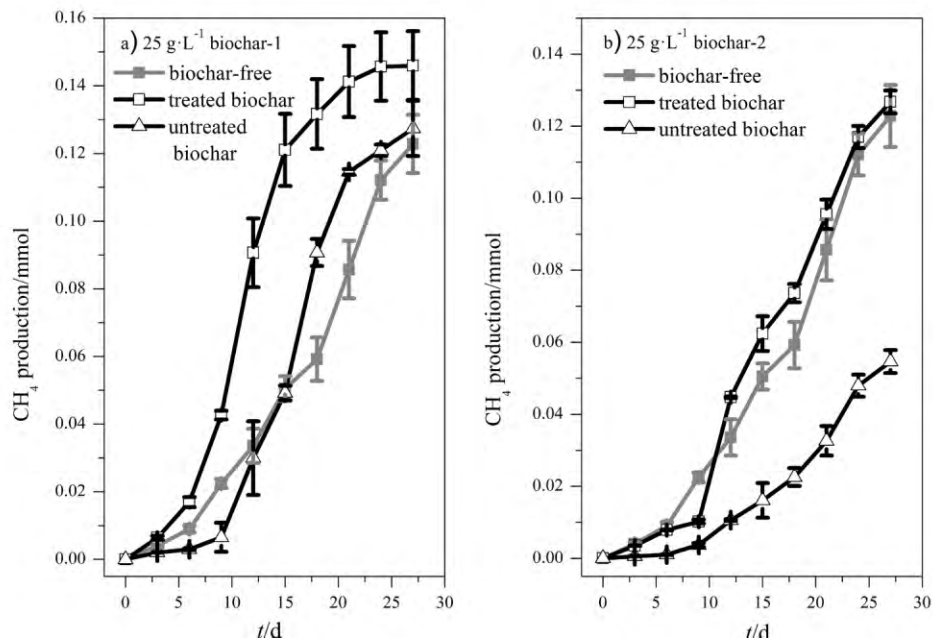 a) 25 g·L⁻¹ biochar-1
biochar-free
treated biochar
untreated
biochar
0.16
0.14
0.12
0.10
0.08
0.06
0.04
0.02
0.00
CH₄ production/mmol
0 5 10 15 20 25 30
t/d
b) 25 g·L⁻¹ biochar-2
biochar-free
treated biochar
untreated biochar
0.14
0.12
0.10
0.08
0.06
0.04
0.02
0.00
CH₄ production/mmol
0 5 10 15 20 25 30
t/d